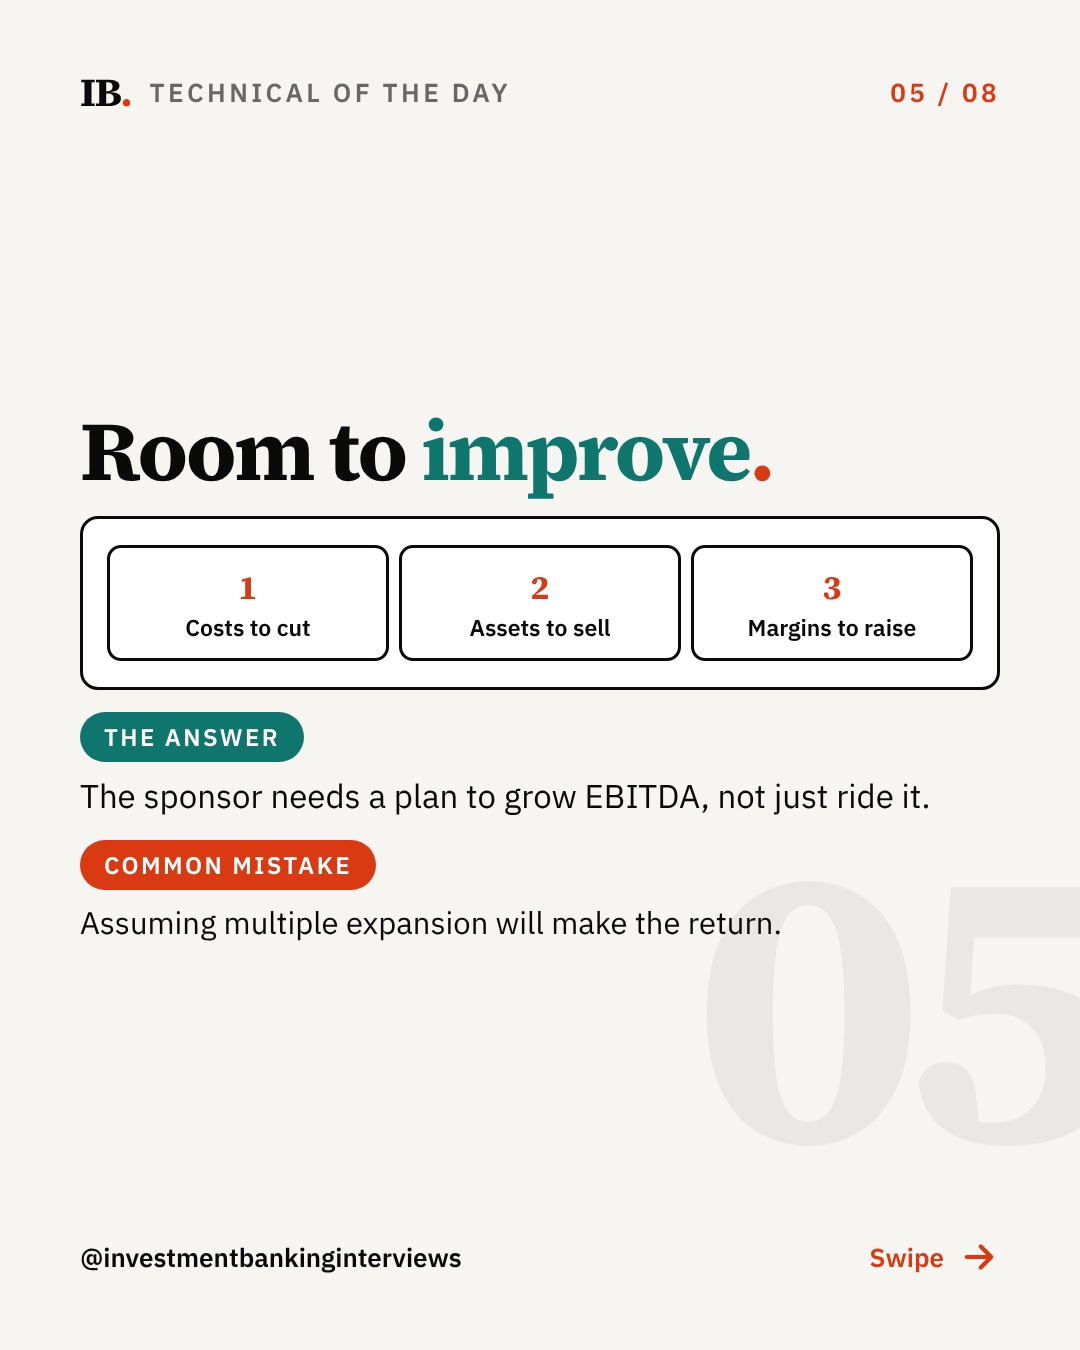 IB. TECHNICAL OF THE DAY 05 / 08
Room to improve.
1 2 3
Costs to cut Assets to sell Margins to raise
THE ANSWER
The sponsor needs a plan to grow EBITDA, not just ride it.
COMMON MISTAKE
Assuming multiple expansion will make the return.
05
@investmentbankinginterviews Swipe →